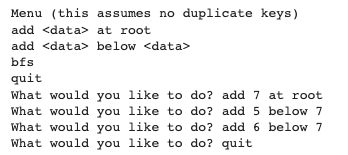 Menu (this assumes no duplicate keys)
add <data> at root
add <data> below <data>
bfs
quit
What would you like to do? add 7 at root
What would you like to do? add 5 below 7
What would you like to do? add 6 below 7
What would you like to do? quit